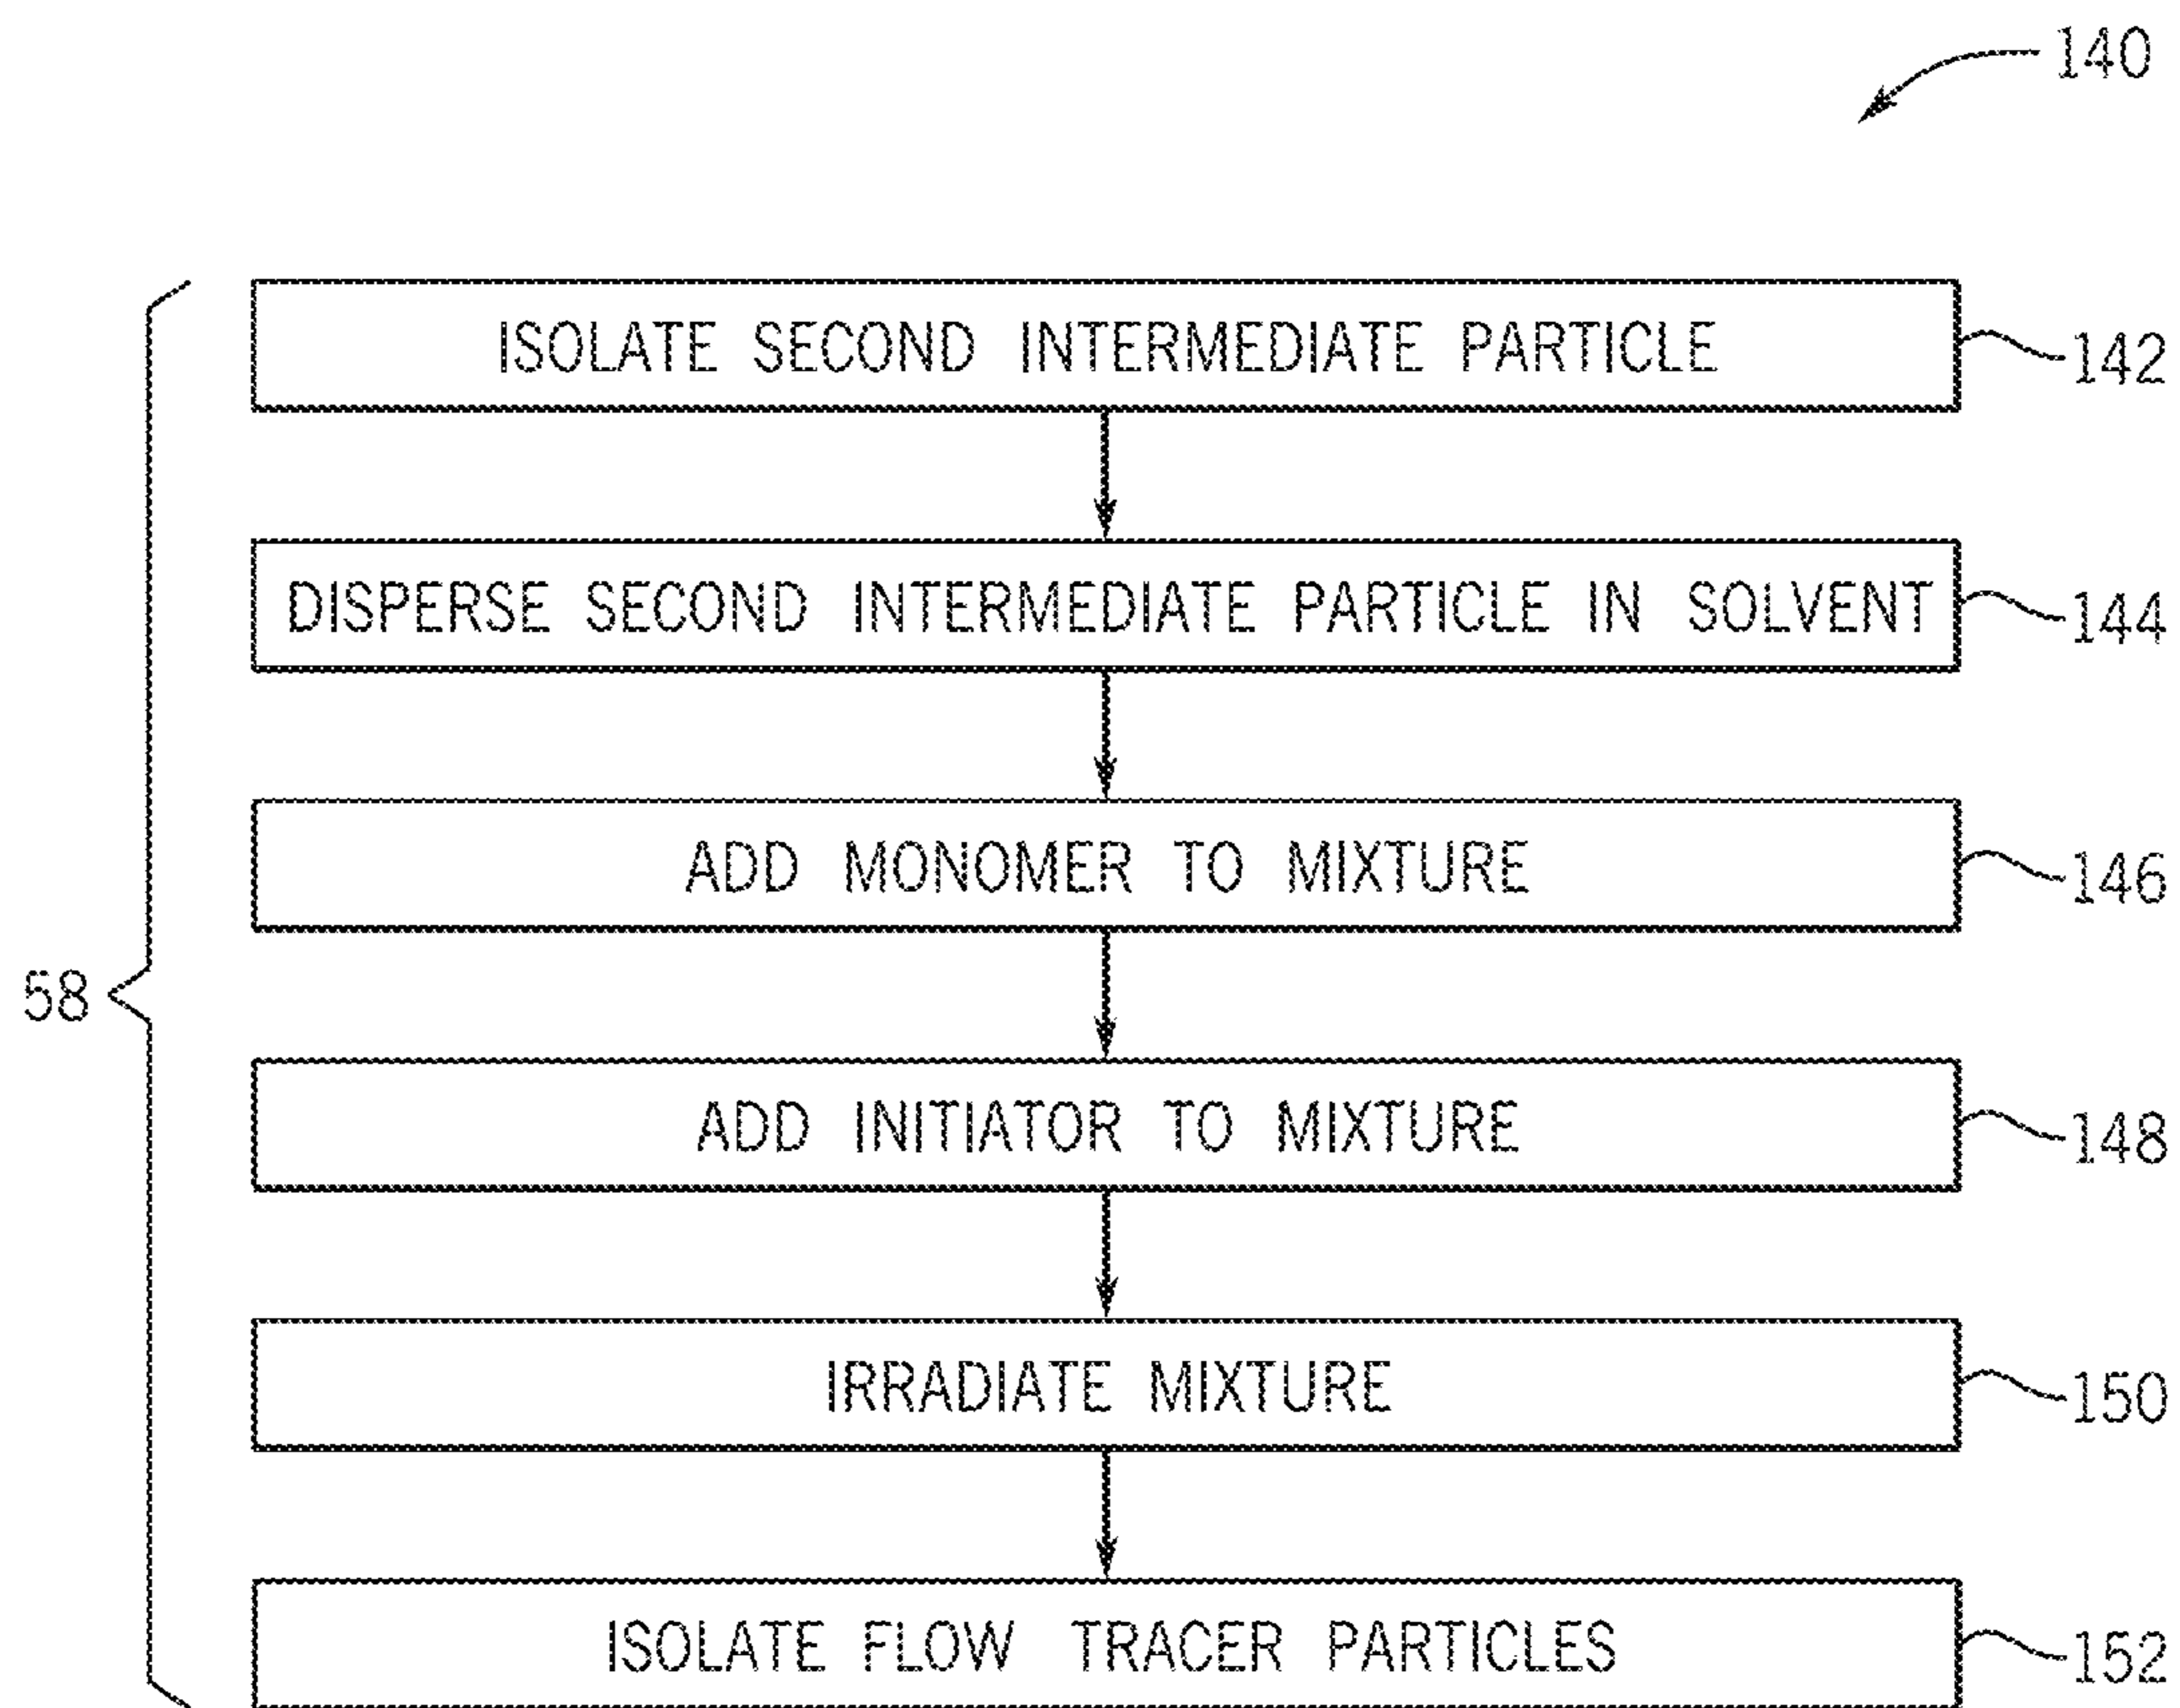 140
ISOLATE SECOND INTERMEDIATE PARTICLE
142
DISPERSE SECOND INTERMEDIATE PARTICLE IN SOLVENT
144
ADD MONOMER TO MIXTURE
146
58
ADD INITIATOR TO MIXTURE
148
IRRADIATE MIXTURE
150
ISOLATE FLOW TRACER PARTICLES
152